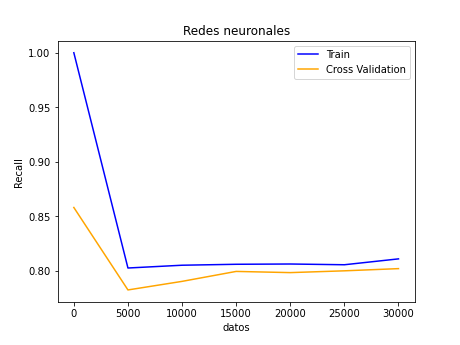 Redes neuronales
Train
Cross Validation
1.00
0.95
0.90
0.85
0.80
Recall
0 5000 10000 15000 20000 25000 30000
datos